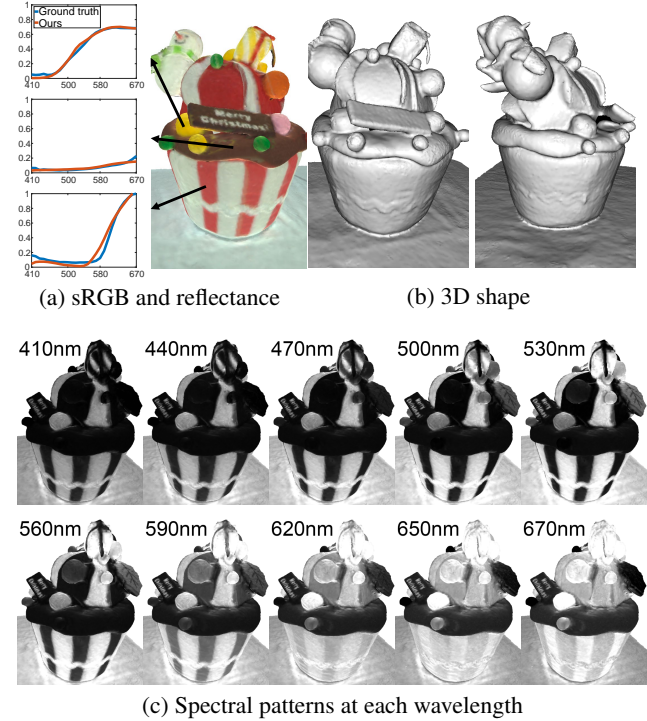 1
0.8
0.6
0.4
0.2
0
410 500 580 670
Ground truth
Ours
1
0.8
0.6
0.4
0.2
0
410 500 580 670
1
0.8
0.6
0.4
0.2
0
410 500 580 670
Merry
Christmas!
(a) sRGB and reflectance
(b) 3D shape
410nm 440nm 470nm 500nm 530nm
560nm 590nm 620nm 650nm 670nm
(c) Spectral patterns at each wavelength